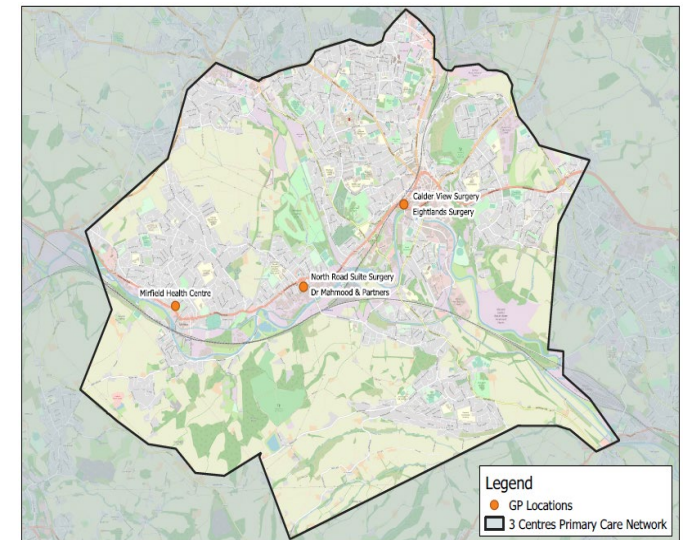 Calder View Surgery
Eightlands Surgery
North Road Suite Surgery
Dr Mahmood & Partners
Mirfield Health Centre
Legend
GP Locations
3 Centres Primary Care Network